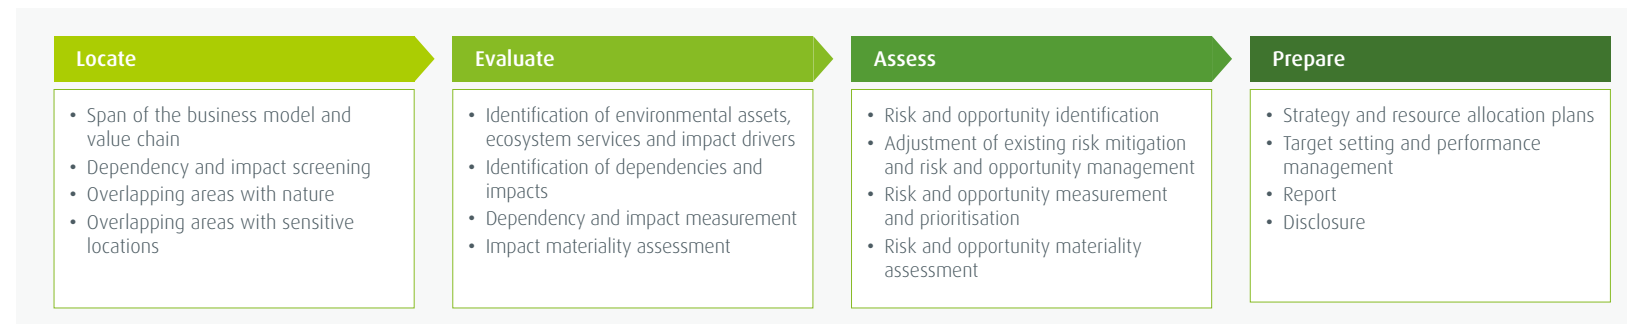 Locate
• Span of the business model and
value chain
• Dependency and impact screening
• Overlapping areas with nature
• Overlapping areas with sensitive
locations
Evaluate
• Identification of environmental assets,
ecosystem services and impact drivers
• Identification of dependencies and
impacts
• Dependency and impact measurement
• Impact materiality assessment
Assess
• Risk and opportunity identification
• Adjustment of existing risk mitigation
and risk and opportunity management
• Risk and opportunity measurement
and prioritisation
• Risk and opportunity materiality
assessment
Prepare
• Strategy and resource allocation plans
• Target setting and performance
management
• Report
• Disclosure